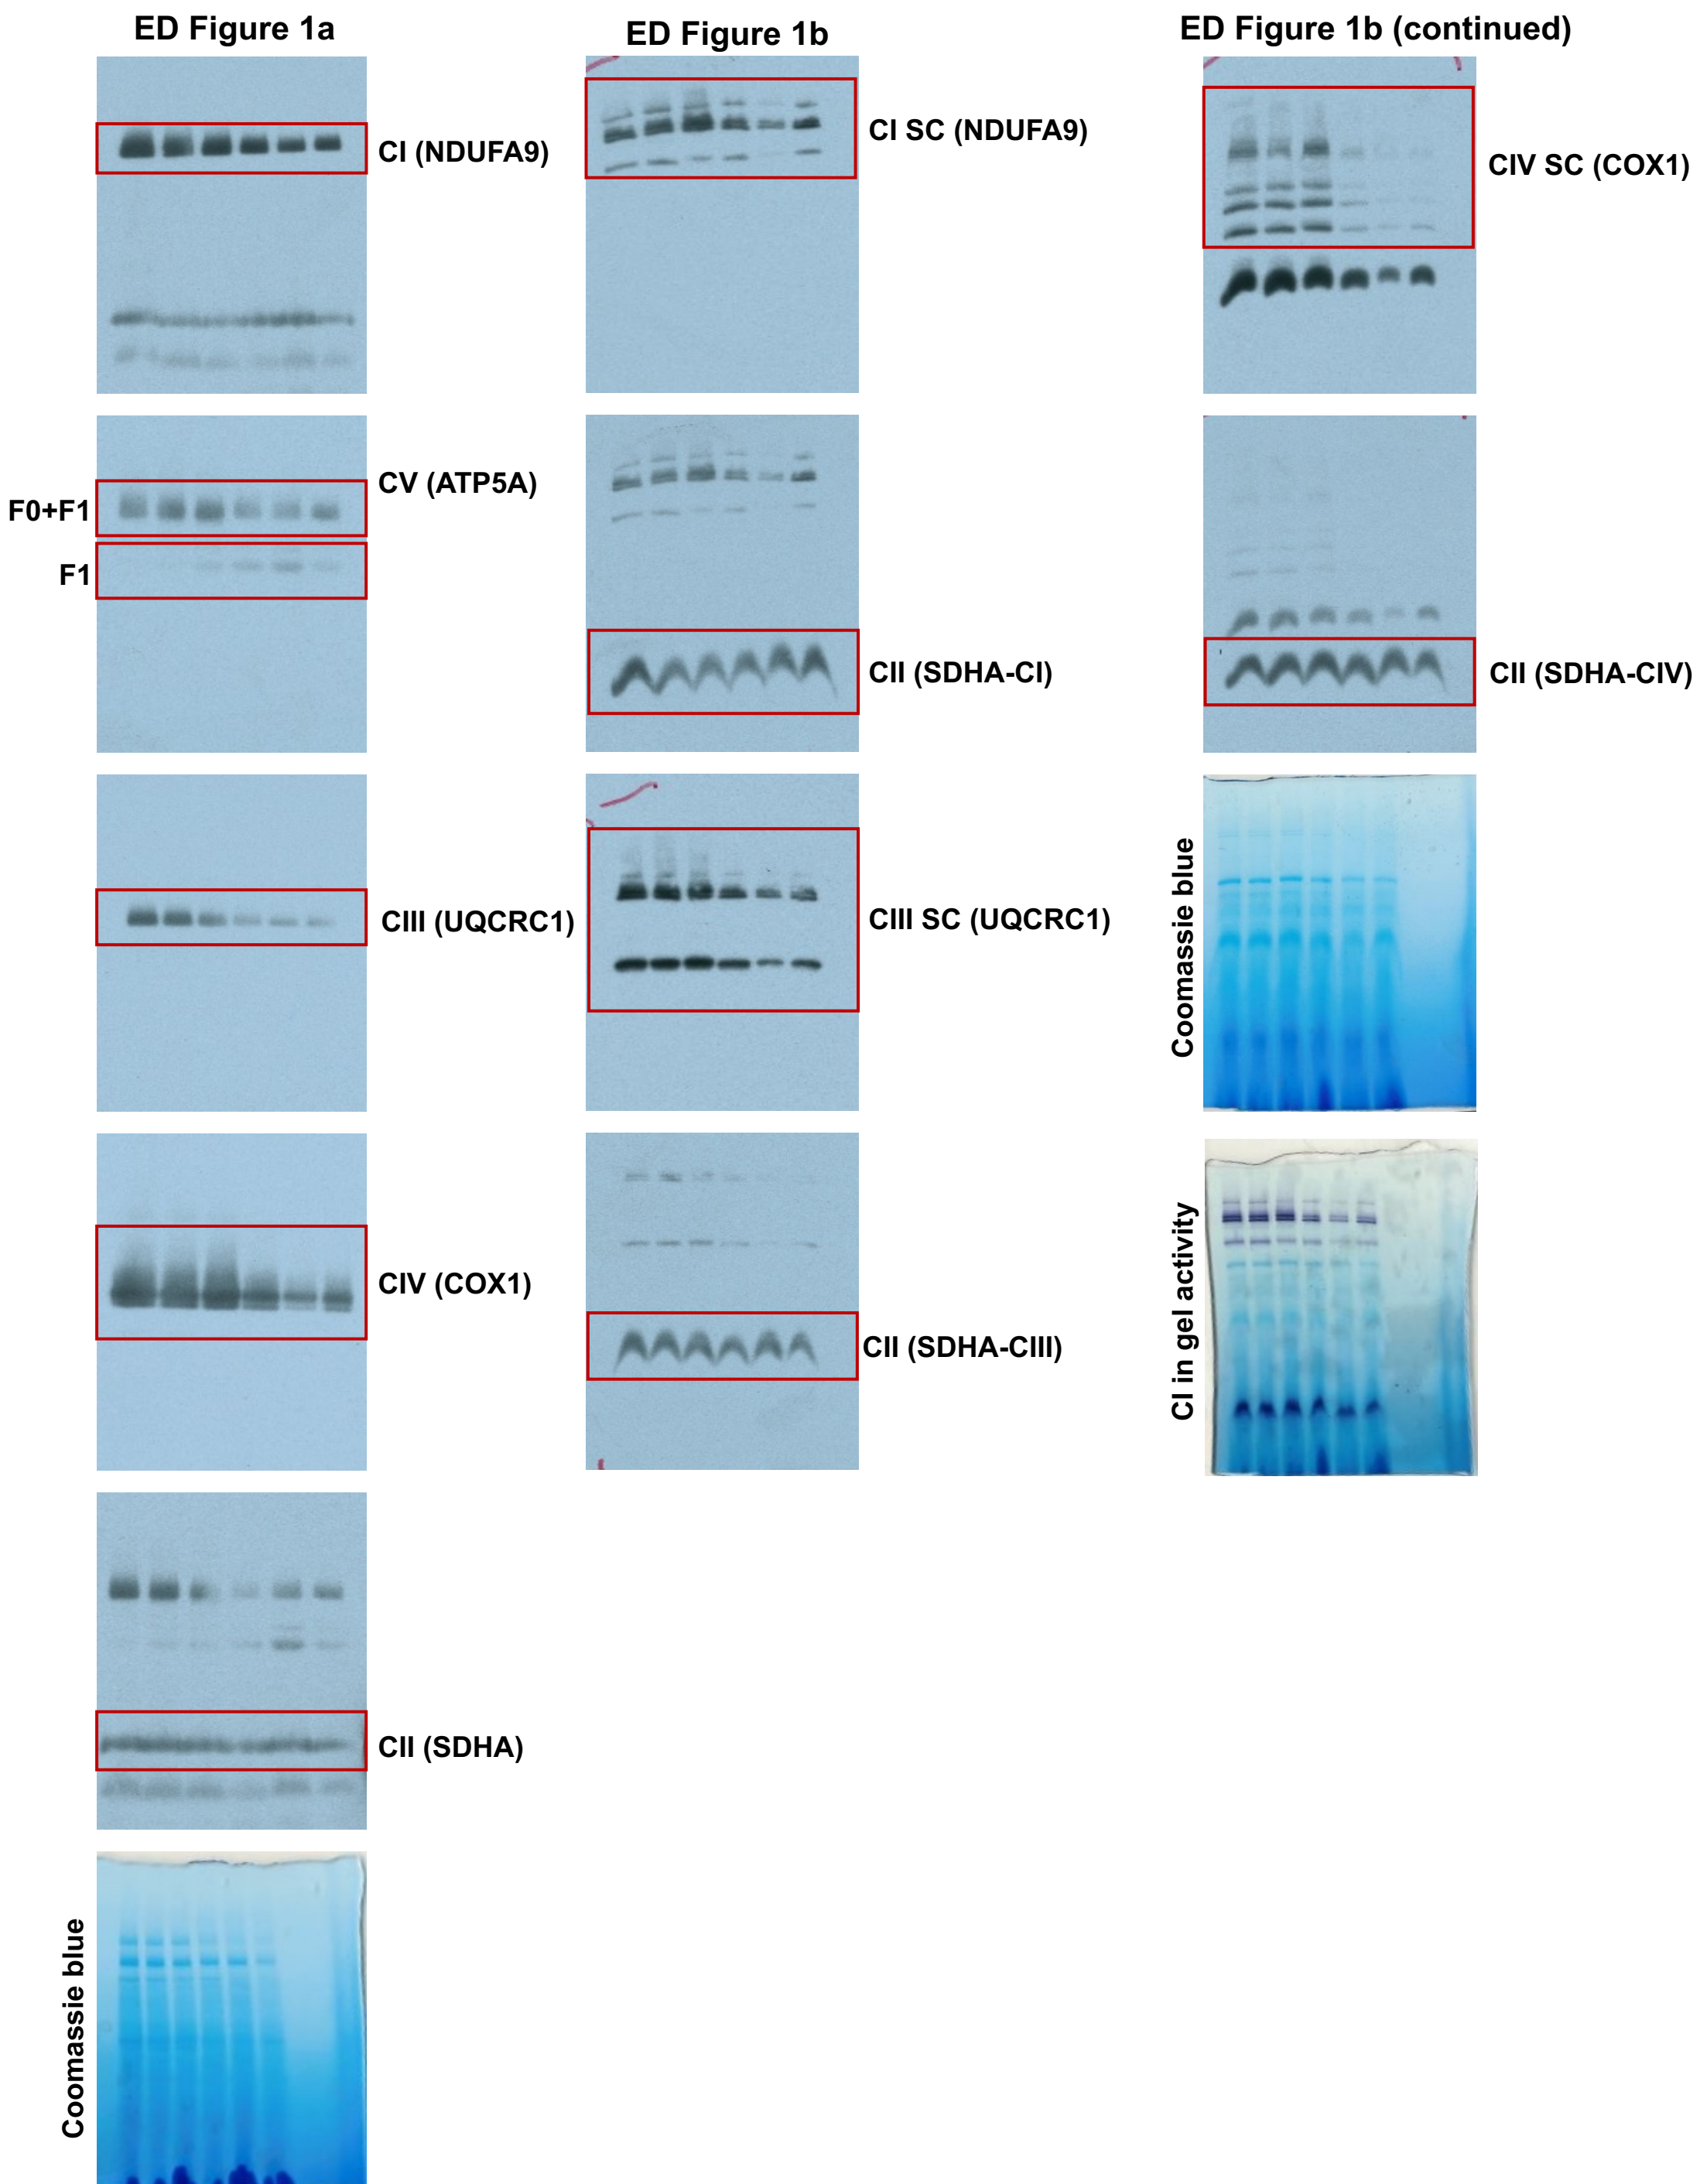 ED Figure 1a
CI (NDUFA9)
CV (ATP5A)
F0+F1
F1
CIII (UQCRC1)
CIV (COX1)
CII (SDHA)
Coomassie blue
ED Figure 1b
CI SC (NDUFA9)
CII (SDHA-CI)
CIII SC (UQCRC1)
CII (SDHA-CIII)
ED Figure 1b (continued)
CIV SC (COX1)
CII (SDHA-CIV)
Coomassie blue
CI in gel activity